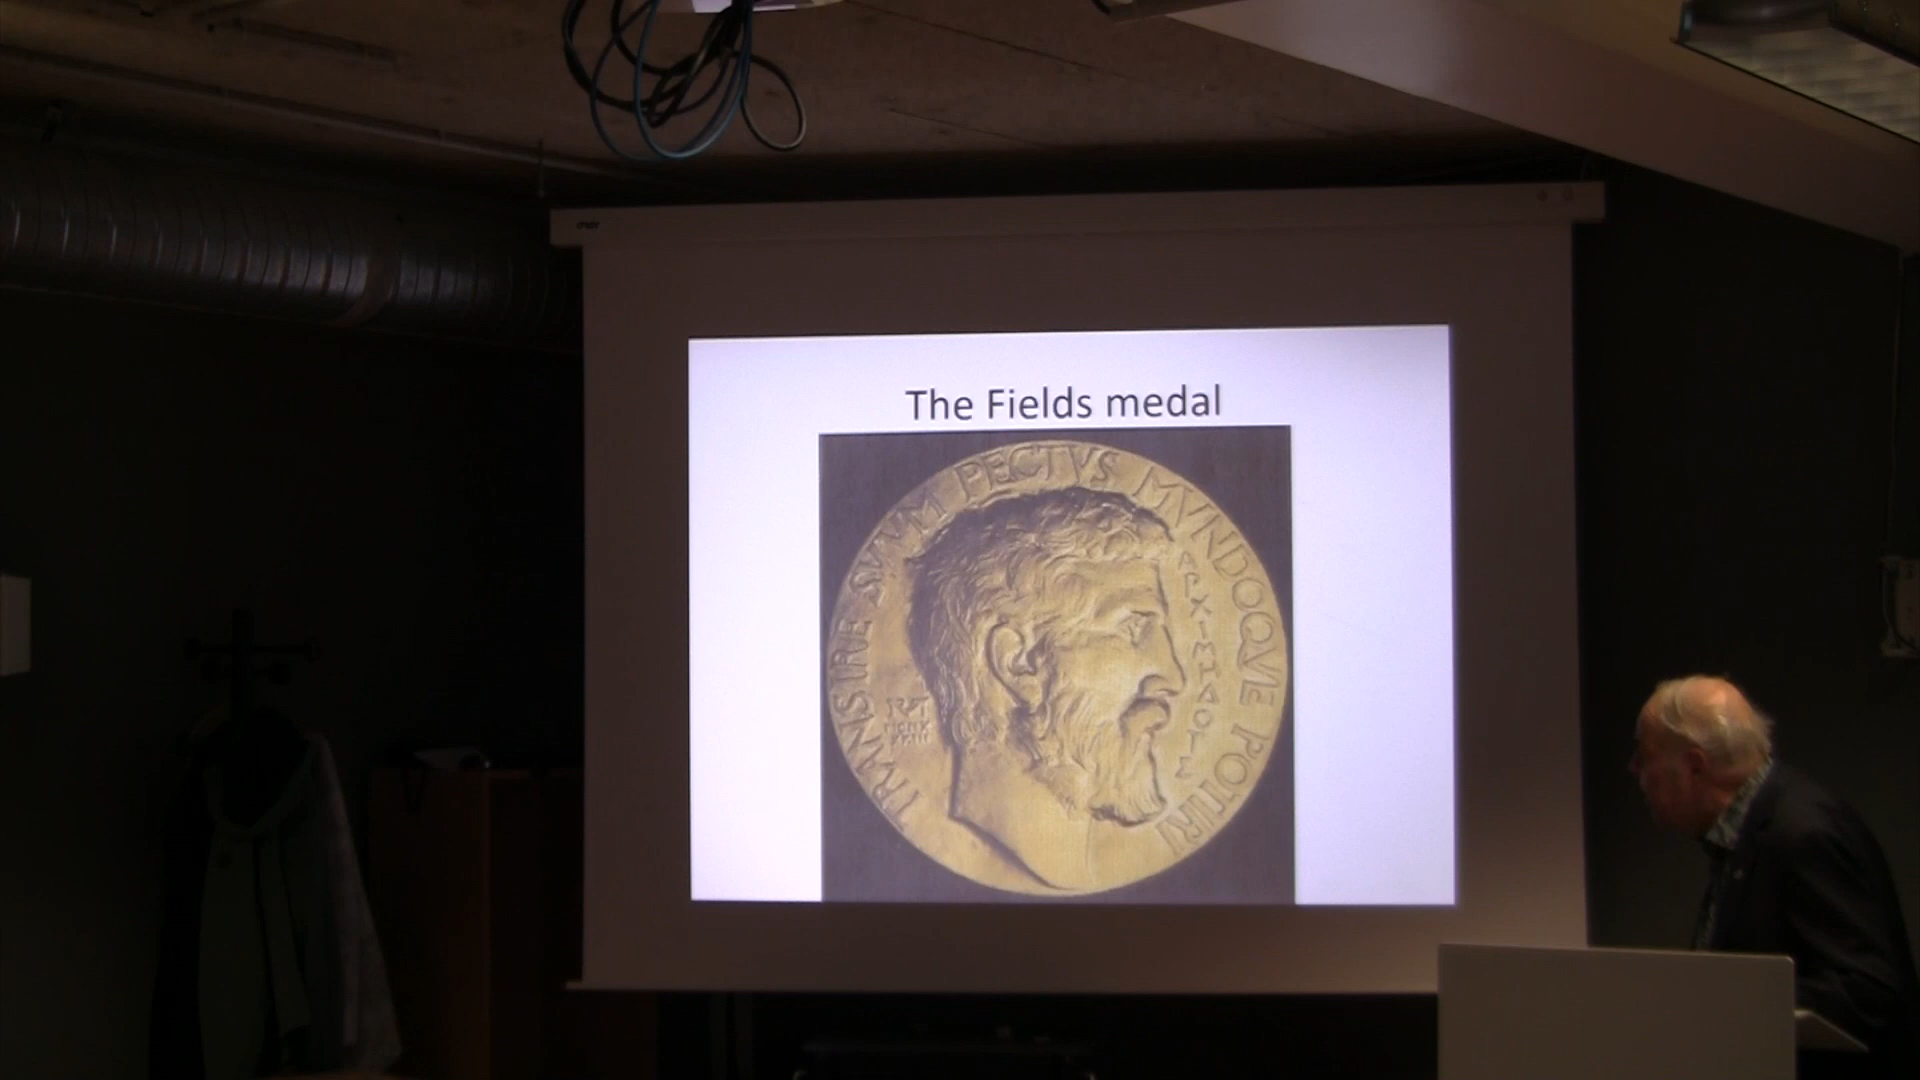 The Fields medal
TRANSIRE SVVM PECTVS MVNDOQVE POTIRI
ΑΡΧΙΜΗΔΟΥΣ